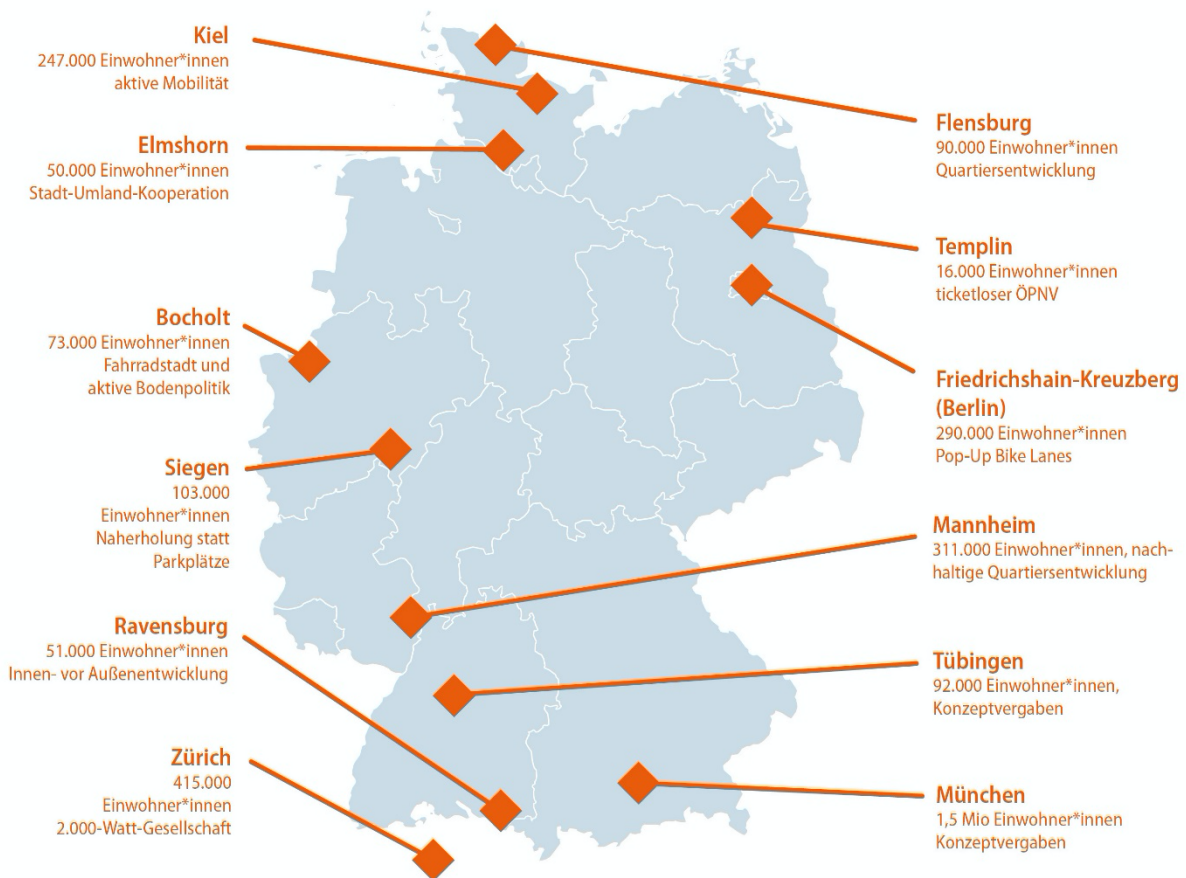 Kiel
247.000 Einwohner*innen
aktive Mobilität
Elmshorn
50.000 Einwohner*innen
Stadt-Umland-Kooperation
Bocholt
73.000 Einwohner*innen
Fahrradstadt und
aktive Bodenpolitik
Siegen
103.000
Einwohner*innen
Naherholung statt
Parkplätze
Ravensburg
51.000 Einwohner*innen
Innen- vor Außenentwicklung
Zürich
415.000
Einwohner*innen
2.000-Watt-Gesellschaft
Flensburg
90.000 Einwohner*innen
Quartiersentwicklung
Templin
16.000 Einwohner*innen
ticketloser ÖPNV
Friedrichshain-Kreuzberg
(Berlin)
290.000 Einwohner*innen
Pop-Up Bike Lanes
Mannheim
311.000 Einwohner*innen, nach-
haltige Quartiersentwicklung
Tübingen
92.000 Einwohner*innen,
Konzeptvergaben
München
1,5 Mio Einwohner*innen
Konzeptvergaben